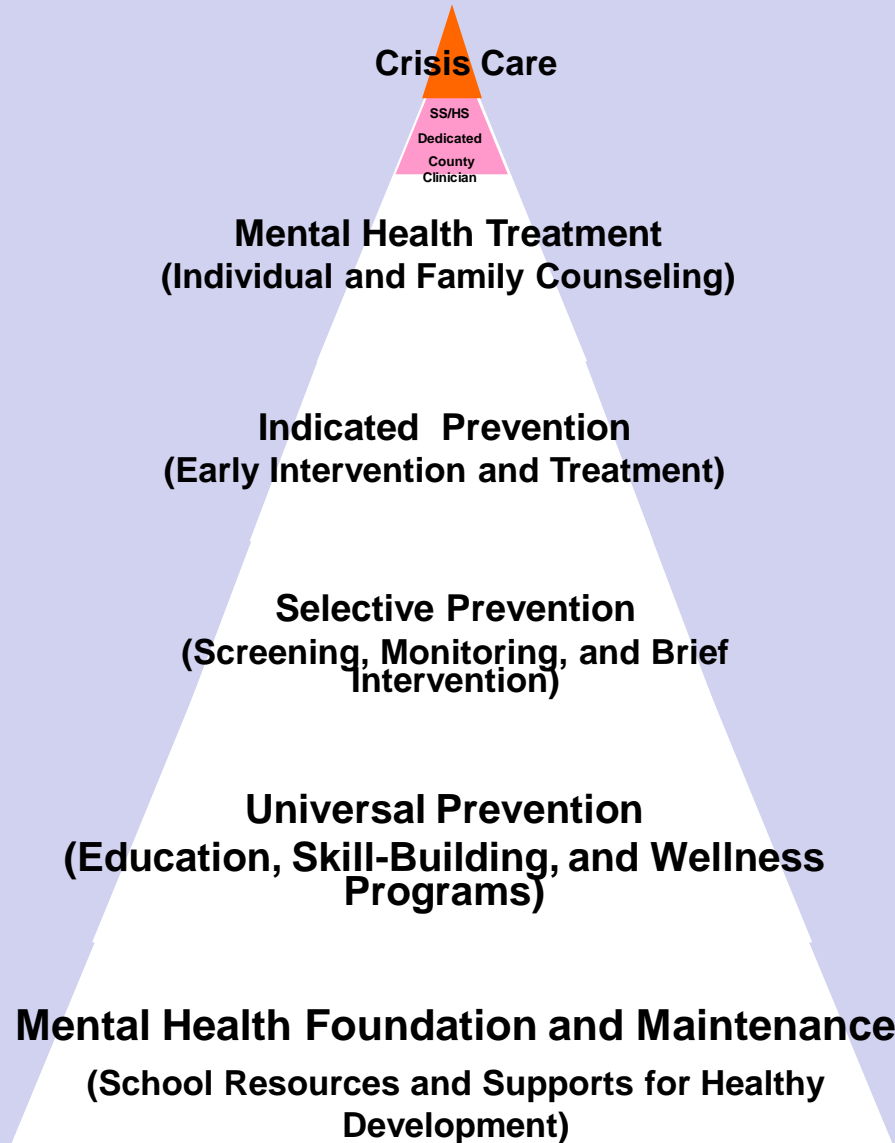 Crisis Care
SS/HS
Dedicated
County
Clinician
Mental Health Treatment
(Individual and Family Counseling)
Indicated  Prevention
(Early Intervention and Treatment)
Selective Prevention
(Screening, Monitoring, and Brief
Intervention)
Universal Prevention
(Education, Skill-Building, and Wellness
Programs)
Mental Health Foundation and Maintenance
(School Resources and Supports for Healthy
Development)